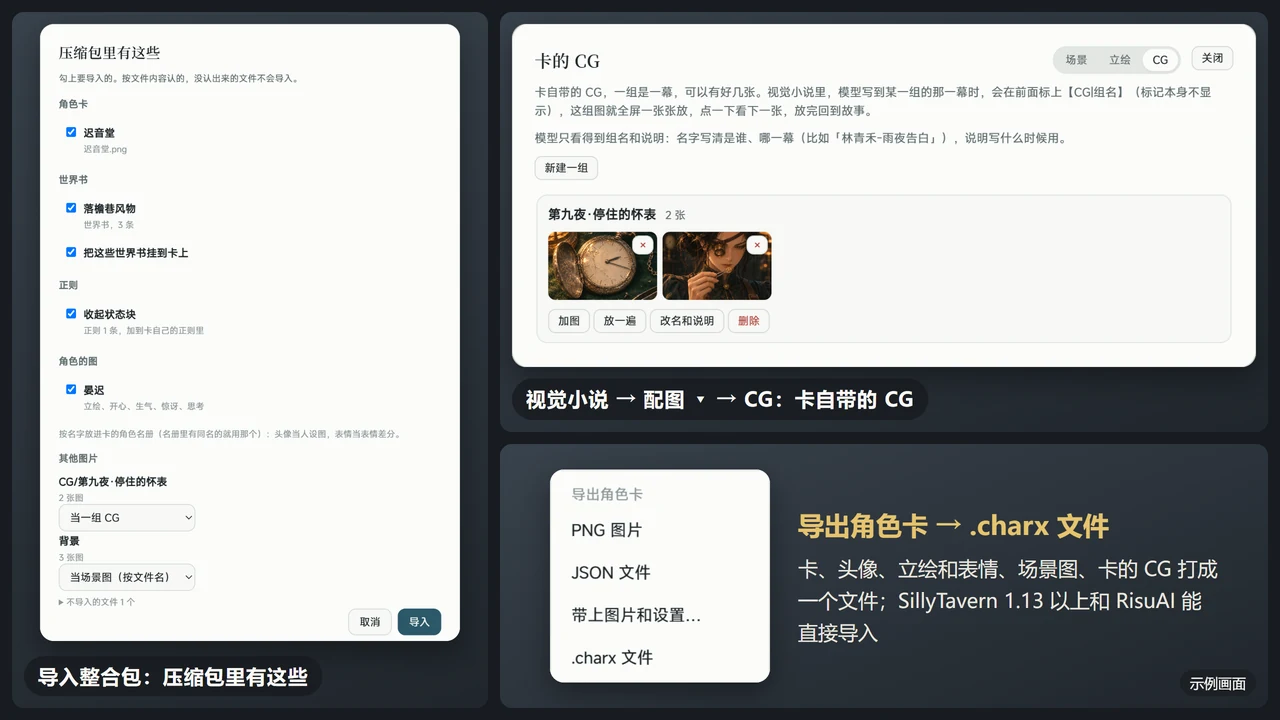 压缩包里有这些
勾上要导入的。按文件内容认的，没认出来的文件不会导入。
角色卡
迟音堂
迟音堂.png
世界书
落檐巷风物
世界书，3 条
把这些世界书挂到卡上
正则
收起状态块
正则 1 条，加到卡自己的正则里
角色的图
晏迟
立绘、开心、生气、惊讶、思考
按名字放进卡的角色名册（名册里有同名的就用那个）：头像当人设图，表情当表情差分。
其他图片
CG/第九夜·停住的怀表
2 张图
当一组 CG
背景
3 张图
当场景图（按文件名）
▸ 不导入的文件 1 个
取消
导入
导入整合包：压缩包里有这些
卡的 CG
场景
立绘
CG
关闭
卡自带的 CG，一组是一幕，可以有好几张。视觉小说里，模型写到某一组的那一幕时，会在前面标上【CG|组名】（标记本身不显
示），这组图就全屏一张张放，点一下看下一张，放完回到故事。
模型只看得到组名和说明：名字写清是谁、哪一幕（比如「林青禾-雨夜告白」），说明写什么时候用。
新建一组
第九夜·停住的怀表 2 张
× ×
加图
放一遍
改名和说明
删除
视觉小说 → 配图 ▾ → CG：卡自带的 CG
导出角色卡
PNG 图片
JSON 文件
带上图片和设置…
.charx 文件
导出角色卡 → .charx 文件
卡、头像、立绘和表情、场景图、卡的 CG 打成
一个文件；SillyTavern 1.13 以上和 RisuAI 能
直接导入
示例画面